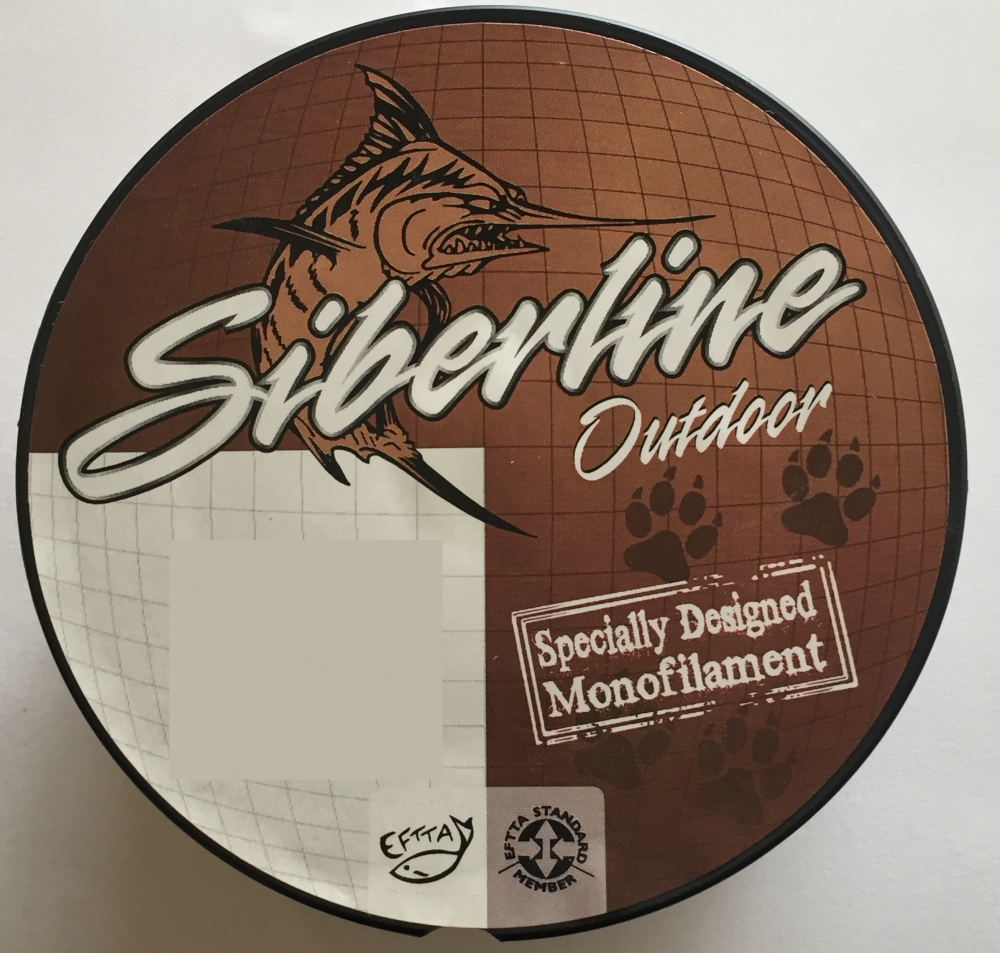 Siberline
Outdoor
Specially Designed
Monofilament
EFTTA
EFTTA STANDARD
MEMBER